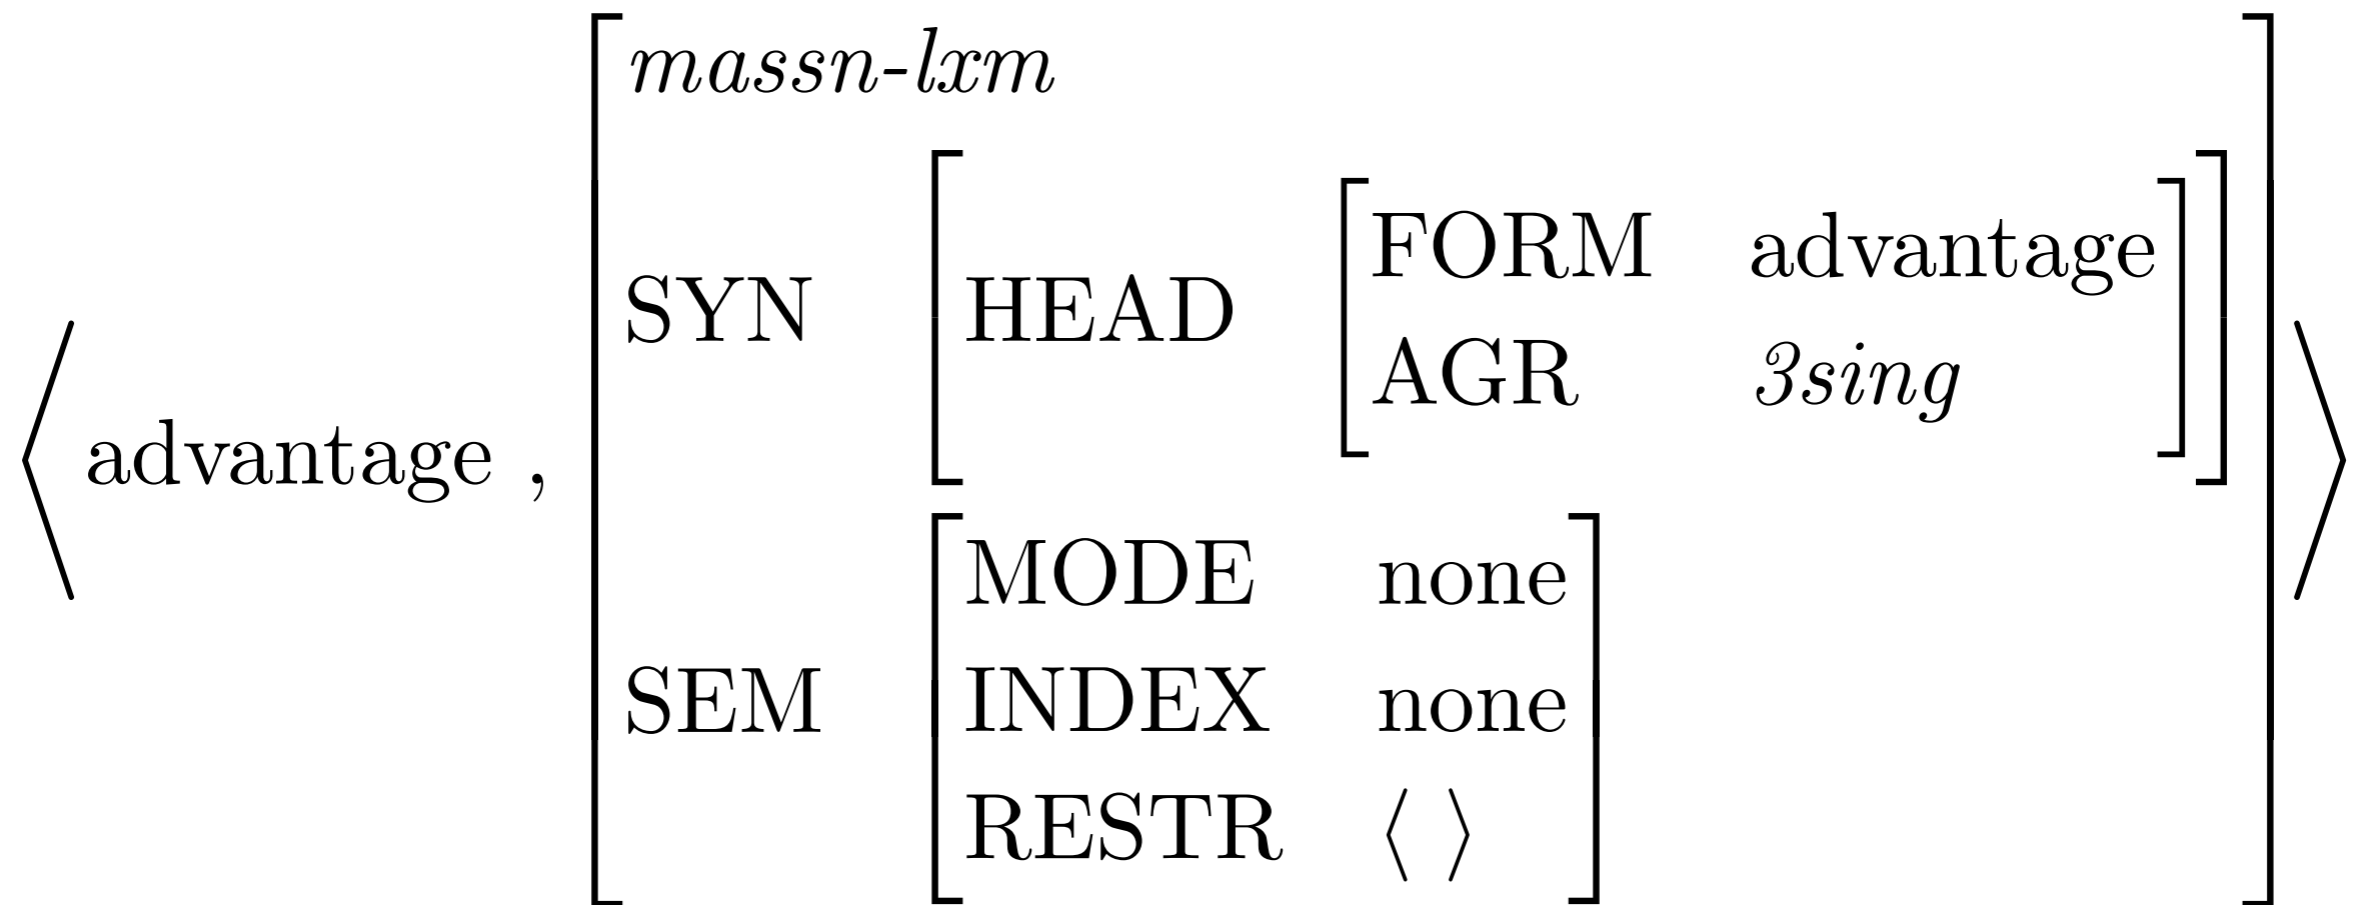 massn-lxm
FORM advantage
SYN HEAD
AGR 3sing
⟨ advantage ,  ⟩
MODE none
SEM INDEX none
RESTR ⟨ ⟩